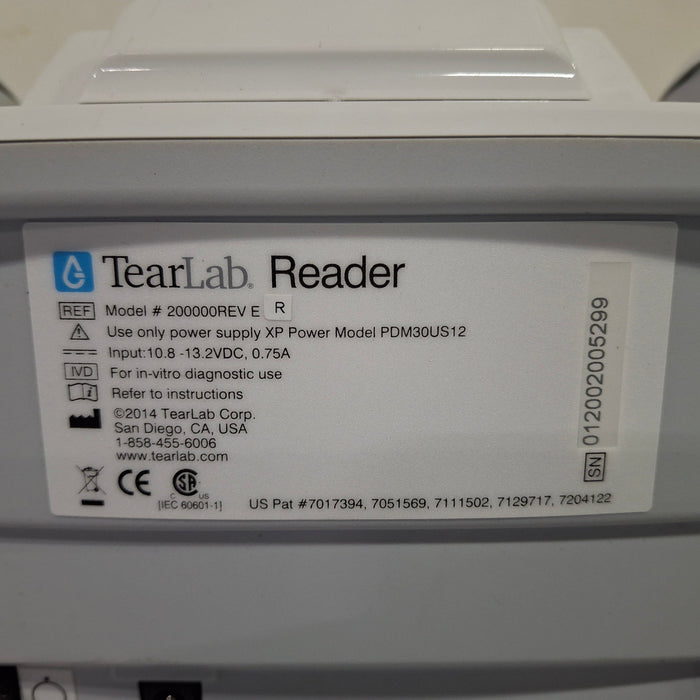 TearLab® Reader
REF Model # 200000REV E R
Use only power supply XP Power Model PDM30US12
Input:10.8 -13.2VDC, 0.75A
IVD For in-vitro diagnostic use
i Refer to instructions
©2014 TearLab Corp.
San Diego, CA, USA
1-858-455-6006
www.tearlab.com
CE C SA US
[IEC 60601-1]
US Pat #7017394, 7051569, 7111502, 7129717, 7204122
SN 012002005299